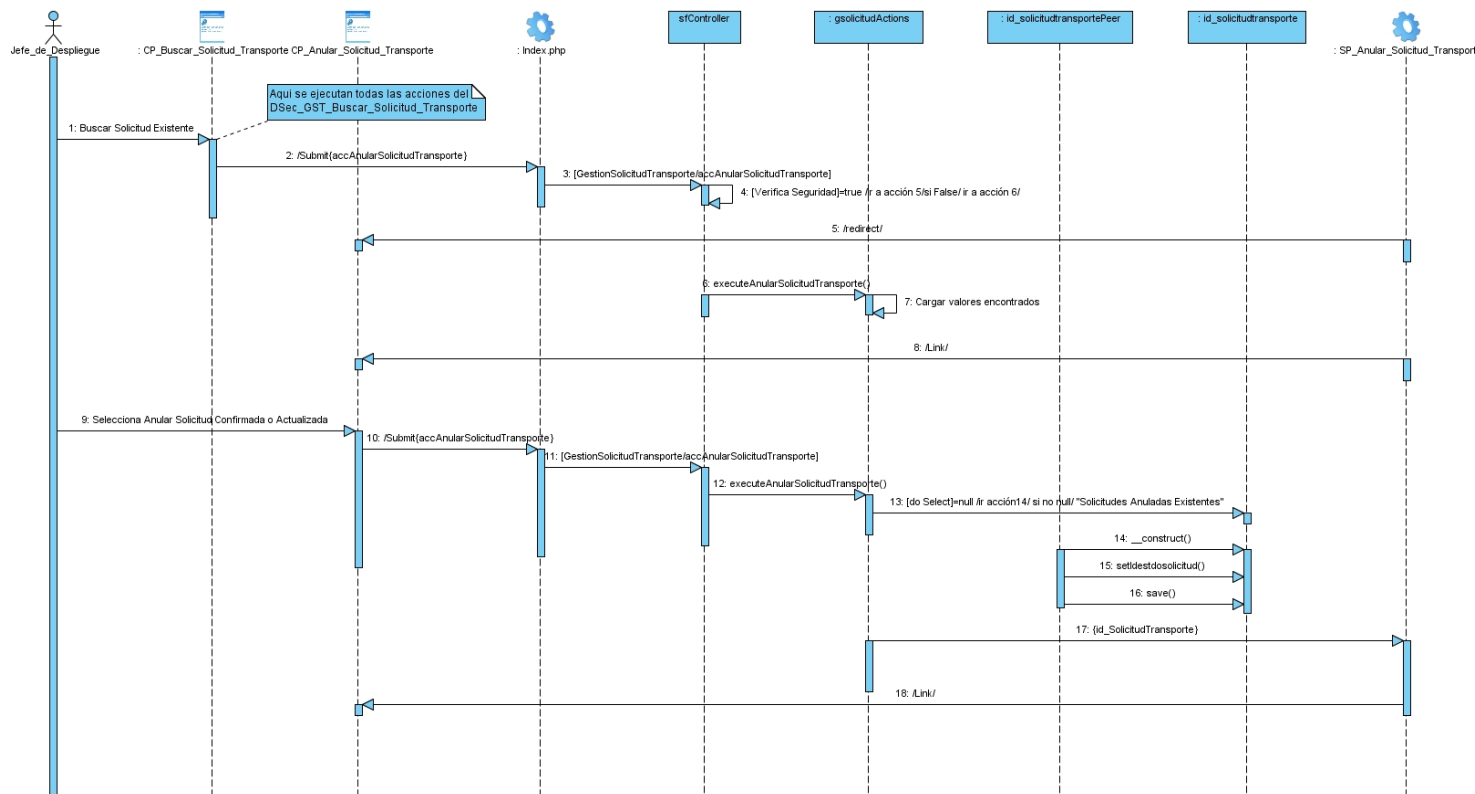 sfController
: gsolicitudActions
: id_solicitudtransportePeer
: id_solicitudtransporte
Jefe_de_Despliegue
: CP_Buscar_Solicitud_Transporte
CP_Anular_Solicitud_Transporte
: Index.php
: SP_Anular_Solicitud_Transport
Aqui se ejecutan todas las acciones del
DSec_GST_Buscar_Solicitud_Transporte
1: Buscar Solicitud Existente
2: /Submit{accAnularSolicitudTransporte}
3: [GestionSolicitudTransporte/accAnularSolicitudTransporte]
4: [Verifica Seguridad]=true /ir a acción 5/si False/ ir a acción 6/
5: /redirect/
6: executeAnularSolicitudTransporte()
7: Cargar valores encontrados
8: /Link/
9: Selecciona Anular Solicitud Confirmada o Actualizada
10: /Submit{accAnularSolicitudTransporte}
11: [GestionSolicitudTransporte/accAnularSolicitudTransporte]
12: executeAnularSolicitudTransporte()
13: [do Select]=null /ir acción14/ si no null/ "Solicitudes Anuladas Existentes"
14: __construct()
15: setIdestdosolicitud()
16: save()
17: {id_SolicitudTransporte}
18: /Link/